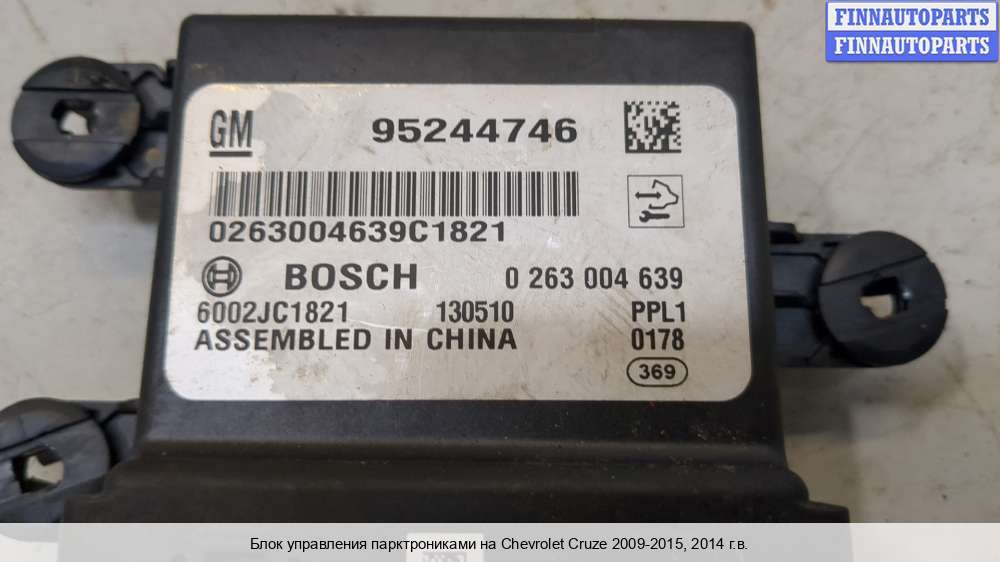 FINNAUTOPARTS
FINNAUTOPARTS
GM 95244746
0263004639C1821
BOSCH 0 263 004 639
6002JC1821 130510 PPL1
ASSEMBLED IN CHINA 0178
369
Блок управления парктрониками на Chevrolet Cruze 2009-2015, 2014 г.в.